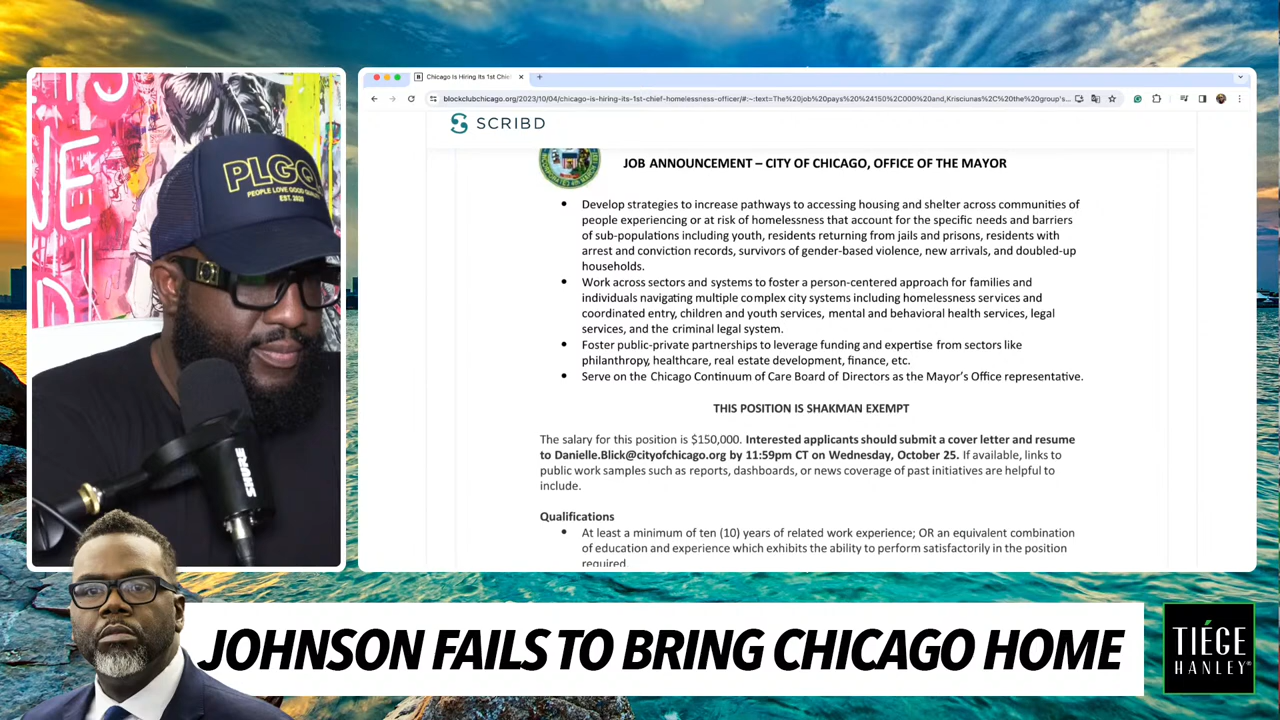 Chicago Is Hiring Its 1st Chie
blockclubchicago.org/2023/10/04/chicago-is-hiring-its-1st-chief-homelessness-officer/#:~:text=The%20job%20pays%20%24150%2C000%20and,Krisciunas%2C%20the%20group's...
SCRIBD
JOB ANNOUNCEMENT – CITY OF CHICAGO, OFFICE OF THE MAYOR
• Develop strategies to increase pathways to accessing housing and shelter across communities of
people experiencing or at risk of homelessness that account for the specific needs and barriers
of sub-populations including youth, residents returning from jails and prisons, residents with
arrest and conviction records, survivors of gender-based violence, new arrivals, and doubled-up
households.
• Work across sectors and systems to foster a person-centered approach for families and
individuals navigating multiple complex city systems including homelessness services and
coordinated entry, children and youth services, mental and behavioral health services, legal
services, and the criminal legal system.
• Foster public-private partnerships to leverage funding and expertise from sectors like
philanthropy, healthcare, real estate development, finance, etc.
• Serve on the Chicago Continuum of Care Board of Directors as the Mayor's Office representative.
THIS POSITION IS SHAKMAN EXEMPT
The salary for this position is $150,000. Interested applicants should submit a cover letter and resume
to Danielle.Blick@cityofchicago.org by 11:59pm CT on Wednesday, October 25. If available, links to
public work samples such as reports, dashboards, or news coverage of past initiatives are helpful to
include.
Qualifications
• At least a minimum of ten (10) years of related work experience; OR an equivalent combination
of education and experience which exhibits the ability to perform satisfactorily in the position
required.
PLGQ
PEOPLE LOVE GOOD
EST. 2020
SHURE
JOHNSON FAILS TO BRING CHICAGO HOME
TIÉGE
HANLEY®